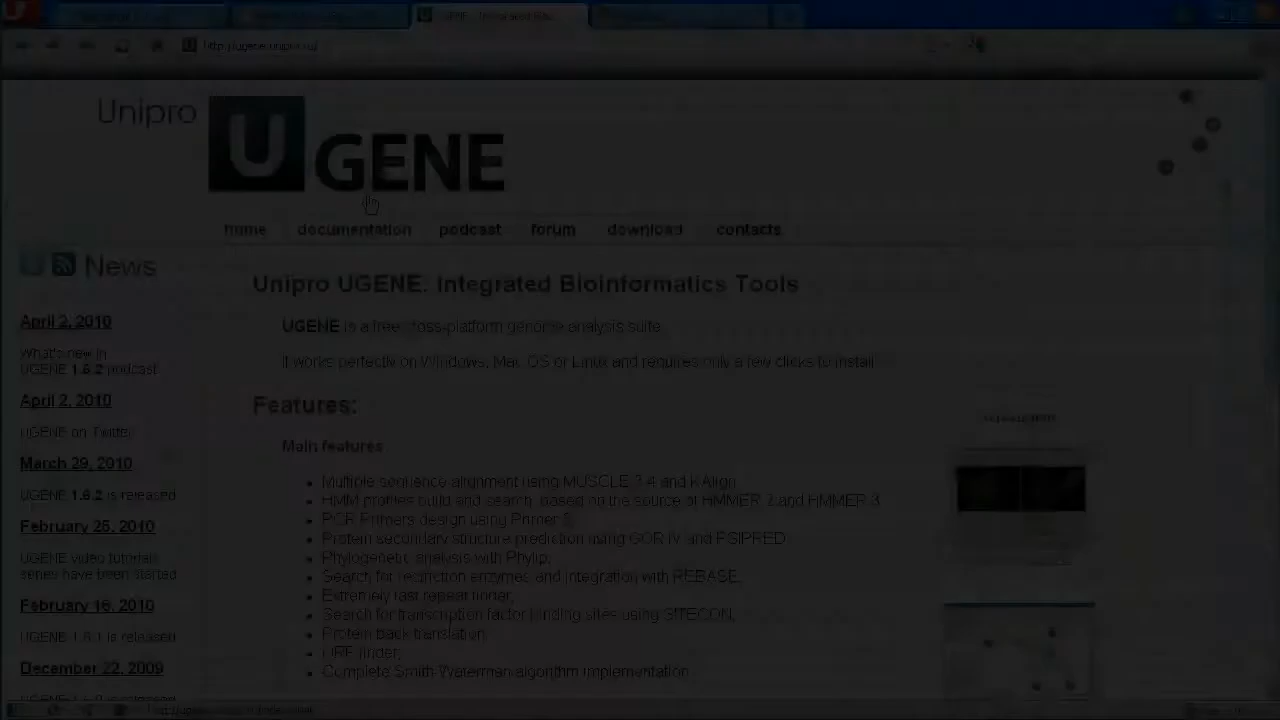 http://ugene.unipro.ru/
Unipro
U GENE
home documentation podcast forum download contacts
News
April 2, 2010
What's new in
UGENE 1.6.2 podcast
April 2, 2010
UGENE on Twitter
March 29, 2010
UGENE 1.6.2 is released
February 25, 2010
UGENE video tutorials
series have been started
February 16, 2010
UGENE 1.6.1 is released
December 22, 2009
Unipro UGENE: Integrated Bioinformatics Tools
UGENE is a free cross-platform genome analysis suite.
It works perfectly on Windows, Mac OS or Linux and requires only a few clicks to install.
Features:
Main features
Multiple sequence alignment using MUSCLE 3.4 and KAlign
HMM profiles build and search, based on the source of HMMER 2 and HMMER 3
PCR Primers design using Primer 3
Protein secondary structure prediction using GOR IV and PSIPRED
Phylogenetic analysis with Phylip,
Search for restriction enzymes and integration with REBASE,
Extremely fast repeat finder,
Search for transcription factor binding sites using SITECON,
Protein back translation
ORF finder,
Complete Smith-Waterman algorithm implementation